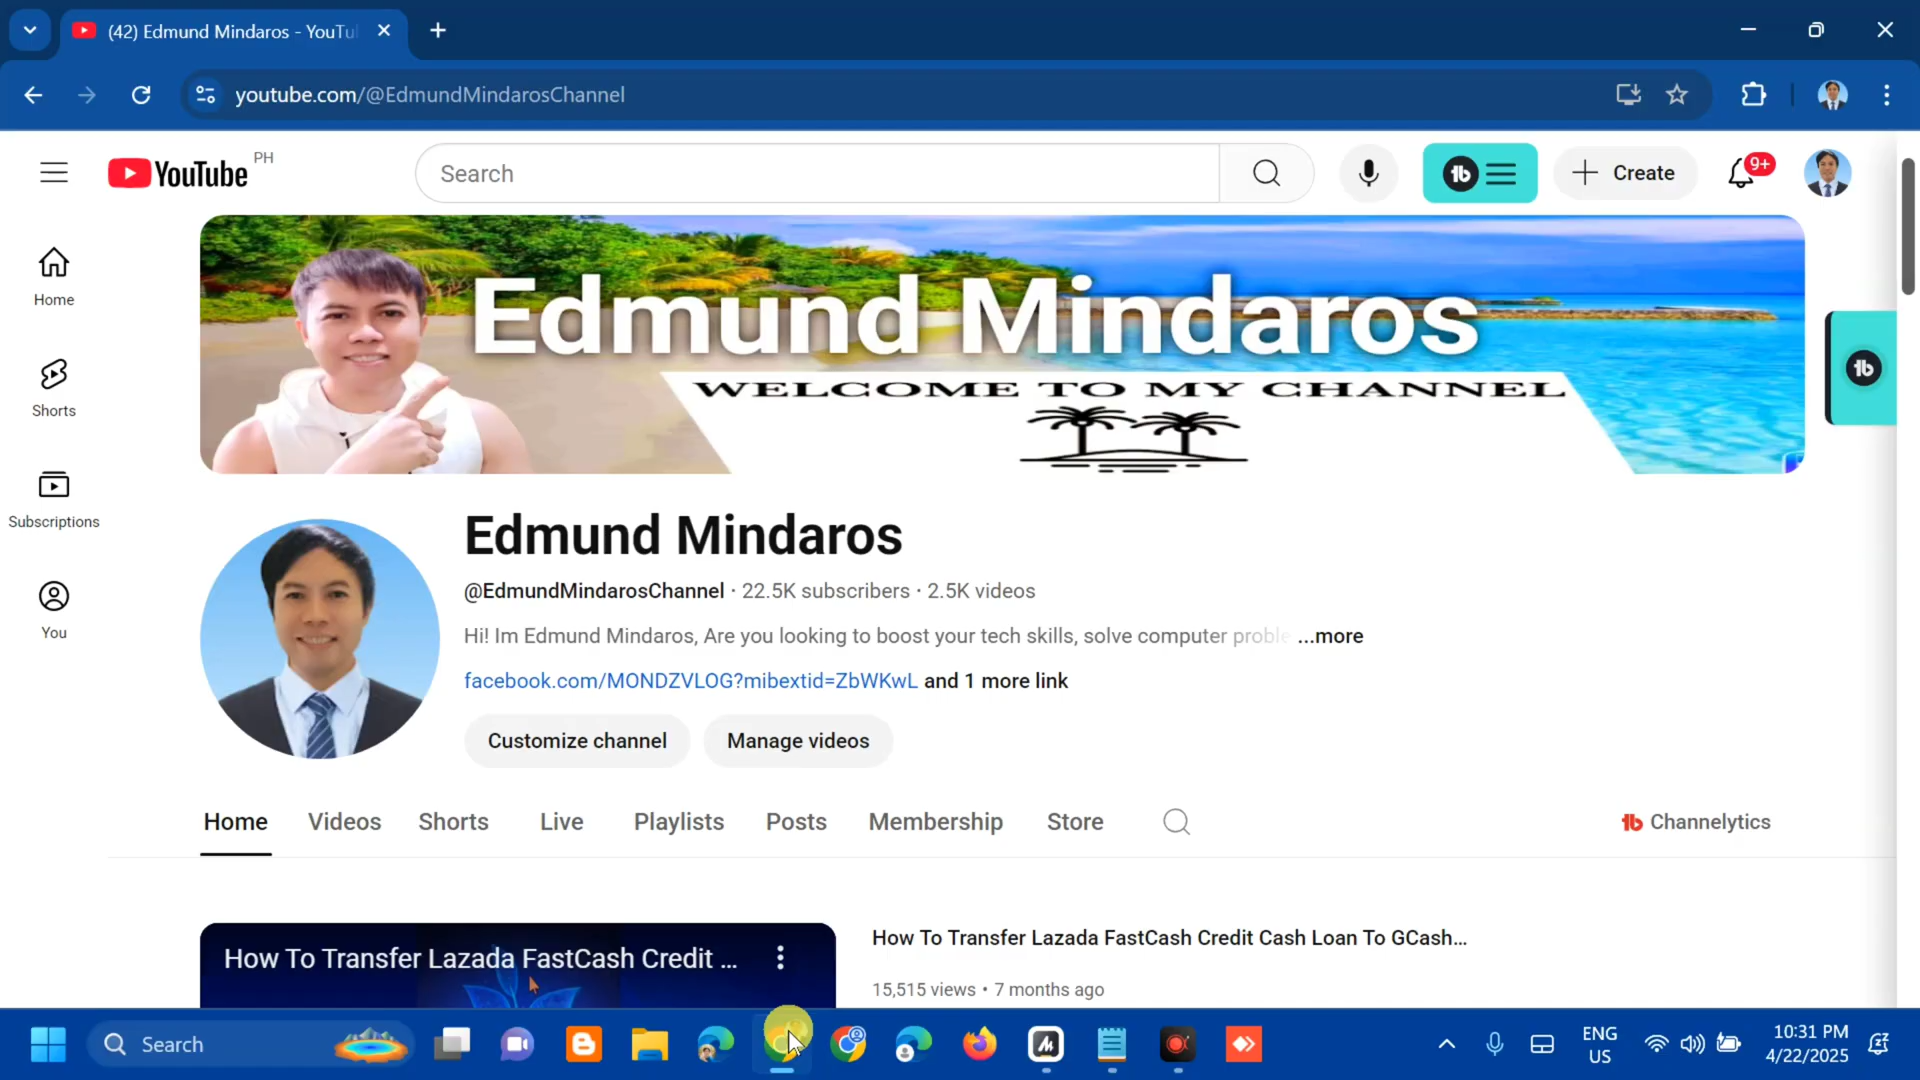 (42) Edmund Mindaros - YouTu
youtube.com/@EdmundMindarosChannel
YouTube PH
Search
Create
9+
Edmund Mindaros
WELCOME TO MY CHANNEL
Home
Shorts
Subscriptions
You
Edmund Mindaros
@EdmundMindarosChannel · 22.5K subscribers · 2.5K videos
Hi! Im Edmund Mindaros, Are you looking to boost your tech skills, solve computer proble ...more
facebook.com/MONDZVLOG?mibextid=ZbWKwL and 1 more link
Customize channel
Manage videos
Home Videos Shorts Live Playlists Posts Membership Store
Channelytics
How To Transfer Lazada FastCash Credit ...
How To Transfer Lazada FastCash Credit Cash Loan To GCash...
15,515 views • 7 months ago
Search
ENG
US
10:31 PM
4/22/2025